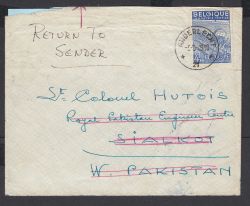 RETURN TO
SENDER
BELGIQUE
St. Colonel HUTOIS
Royal Pakistan Engineer Centre
SIALKOT
W. PAKISTAN